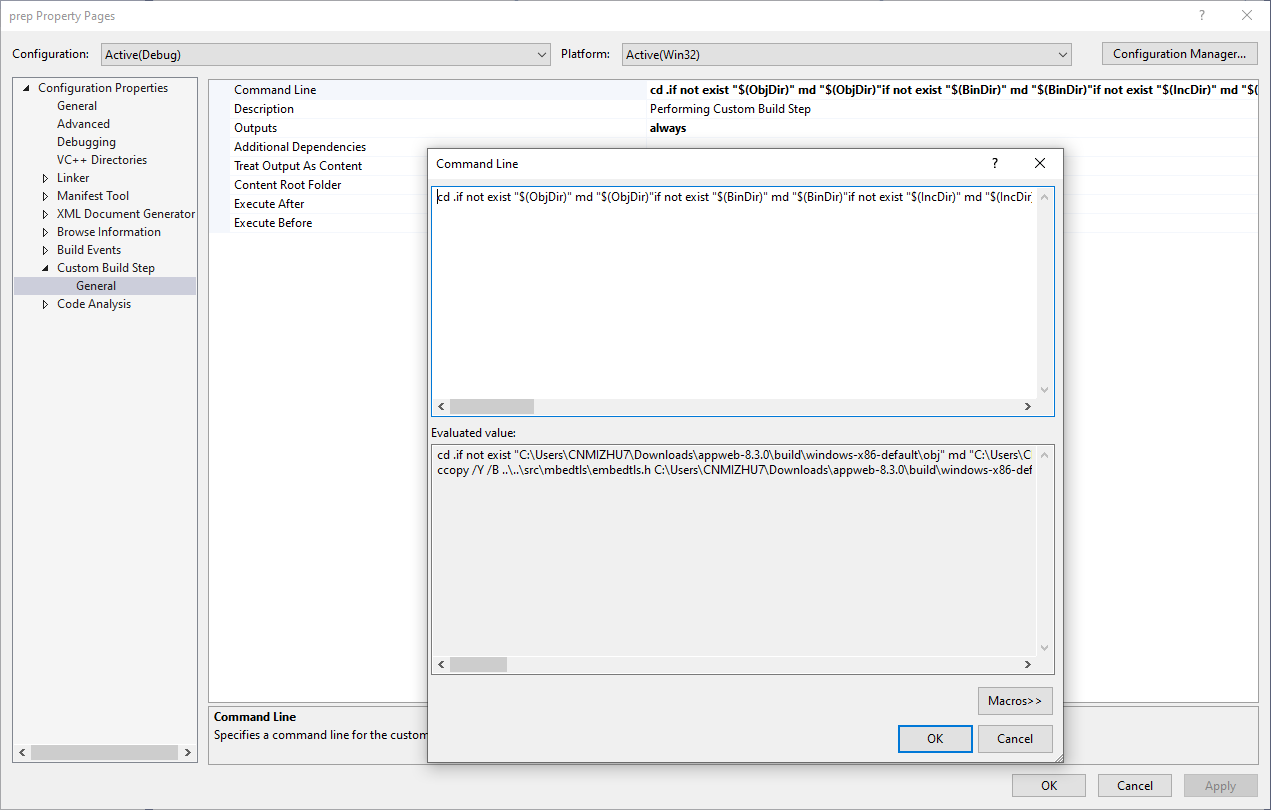 prep Property Pages
Configuration: Active(Debug) Platform: Active(Win32) Configuration Manager...
Configuration Properties
General
Advanced
Debugging
VC++ Directories
Linker
Manifest Tool
XML Document Generator
Browse Information
Build Events
Custom Build Step
General
Code Analysis
Command Line cd .if not exist "$(ObjDir)" md "$(ObjDir)"if not exist "$(BinDir)" md "$(BinDir)"if not exist "$(IncDir)" md "$(
Description Performing Custom Build Step
Outputs always
Additional Dependencies
Treat Output As Content
Content Root Folder
Execute After
Execute Before
Command Line
Specifies a command line for the custom
Command Line
cd .if not exist "$(ObjDir)" md "$(ObjDir)"if not exist "$(BinDir)" md "$(BinDir)"if not exist "$(IncDir)" md "$(IncDir
Evaluated value:
cd .if not exist "C:\Users\CNMIZHU7\Downloads\appweb-8.3.0\build\windows-x86-default\obj" md "C:\Users\C
ccopy /Y /B ..\..\src\mbedtls\embedtls.h C:\Users\CNMIZHU7\Downloads\appweb-8.3.0\build\windows-x86-def
Macros>>
OK Cancel
OK Cancel Apply